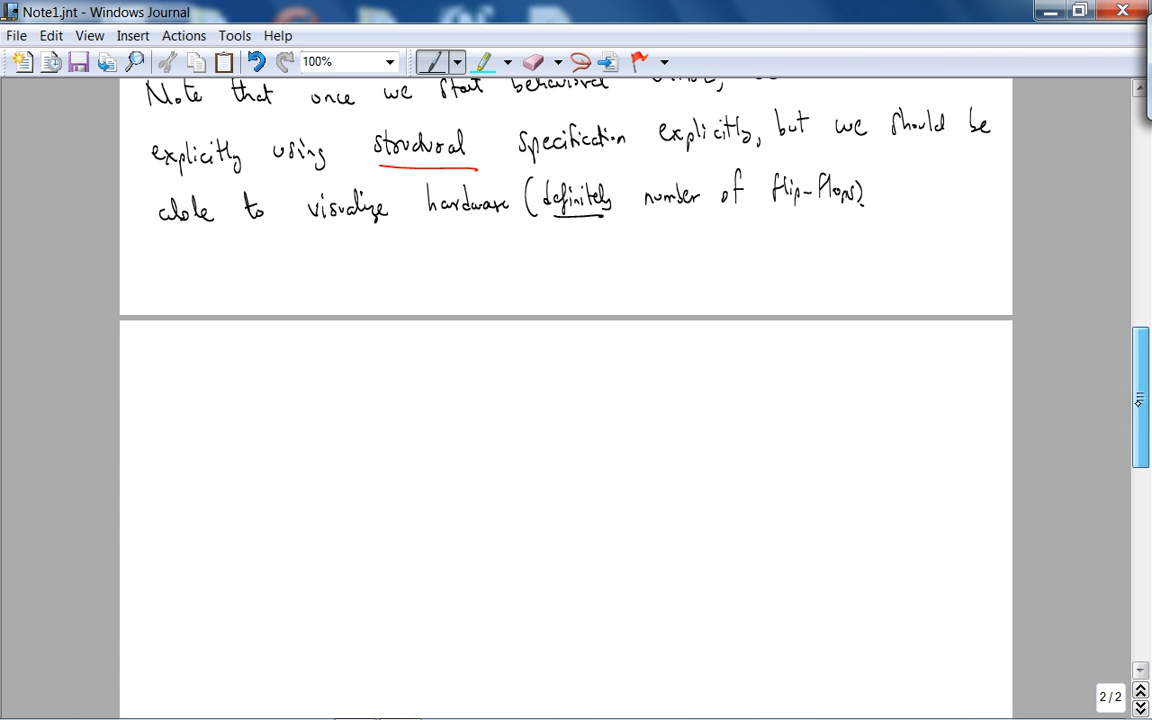 Note1.jnt - Windows Journal
File Edit View Insert Actions Tools Help
100%
Note that once we start behavioral
explicitly using structural specification explicitly, but we should be
able to visualize hardware (definitely number of flip-flops).
2 / 2